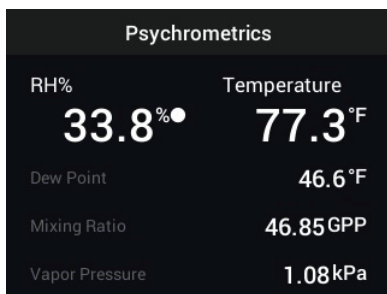 Psychrometrics
RH% Temperature
33.8% 77.3°F
Dew Point 46.6°F
Mixing Ratio 46.85GPP
Vapor Pressure 1.08kPa